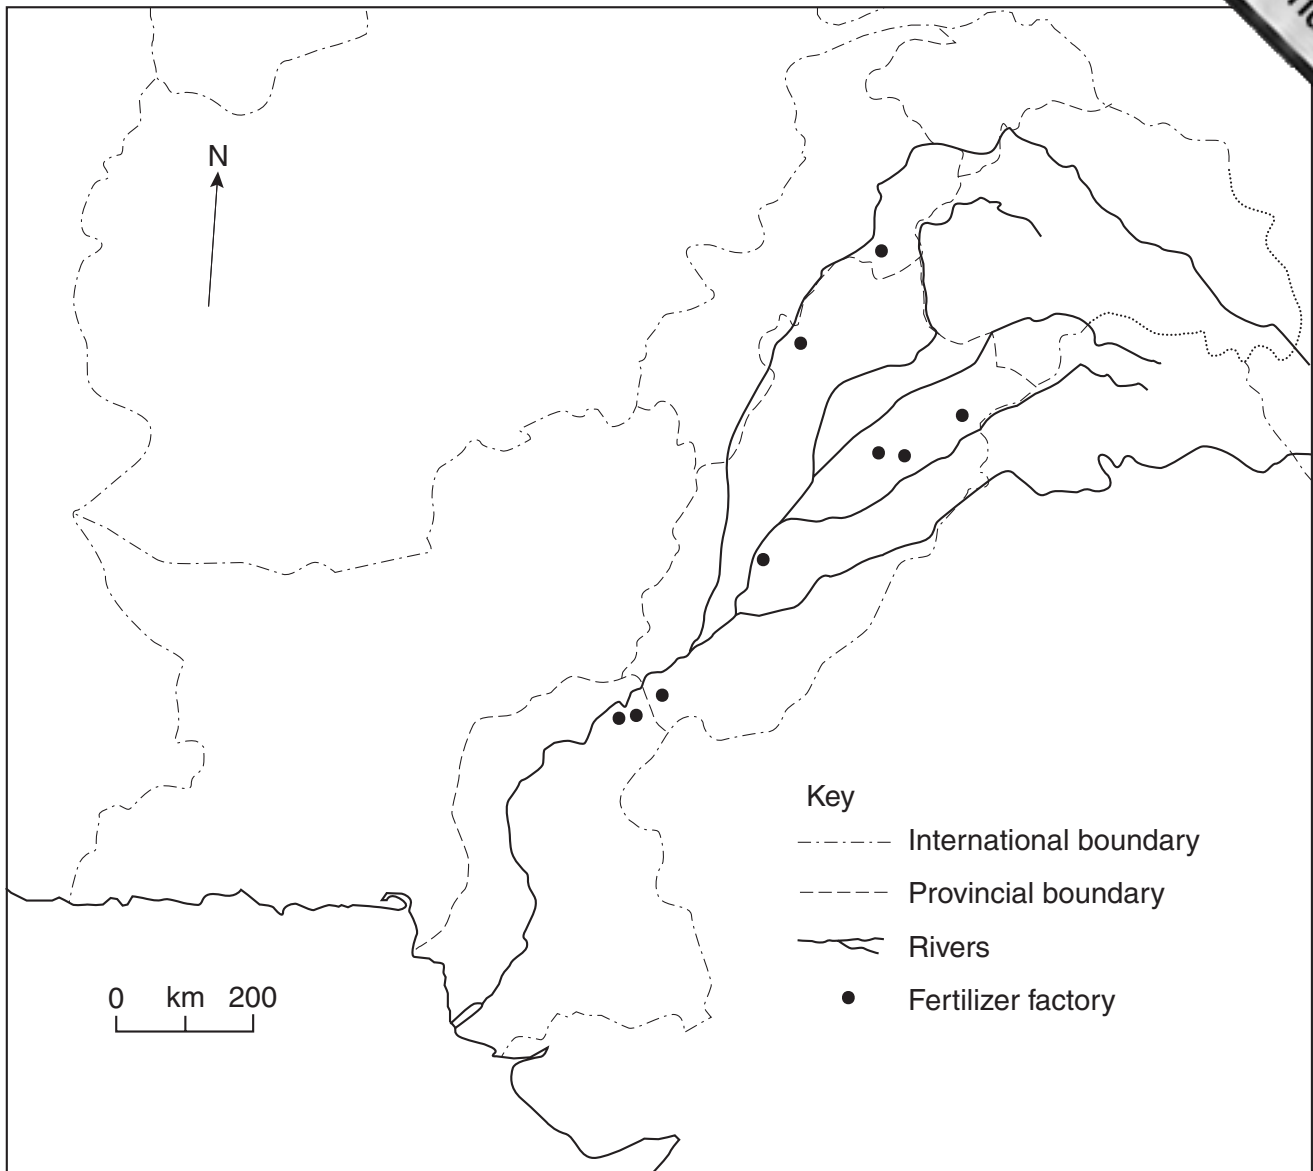 N
Key
International boundary
Provincial boundary
Rivers
Fertilizer factory
0 km 200